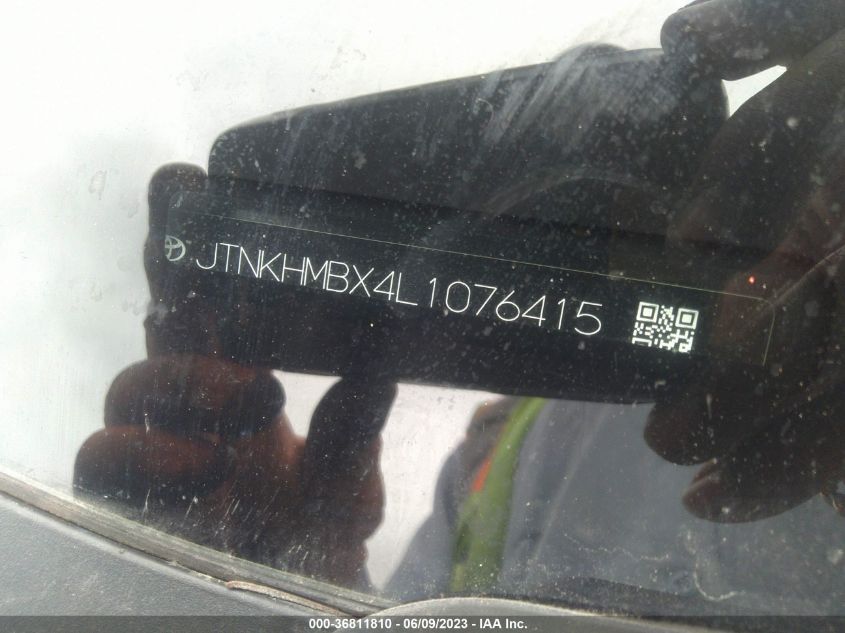 JTNKHMBX4L1076415
000-36811810 / 06/09/2023 - IAA Inc.